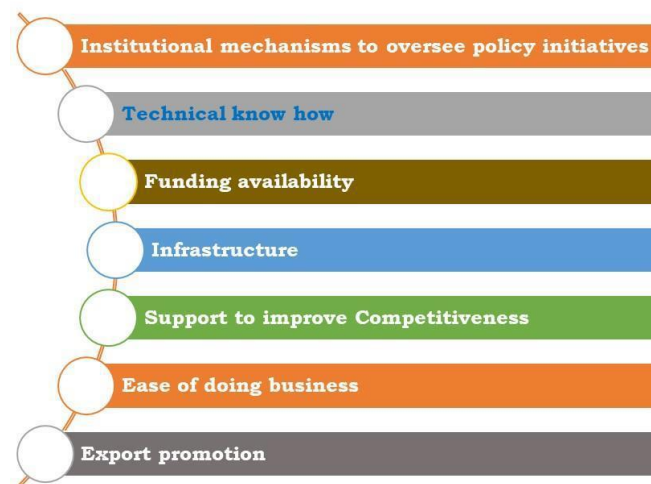 Institutional mechanisms to oversee policy initiatives
Technical know how
Funding availability
Infrastructure
Support to improve Competitiveness
Ease of doing business
Export promotion